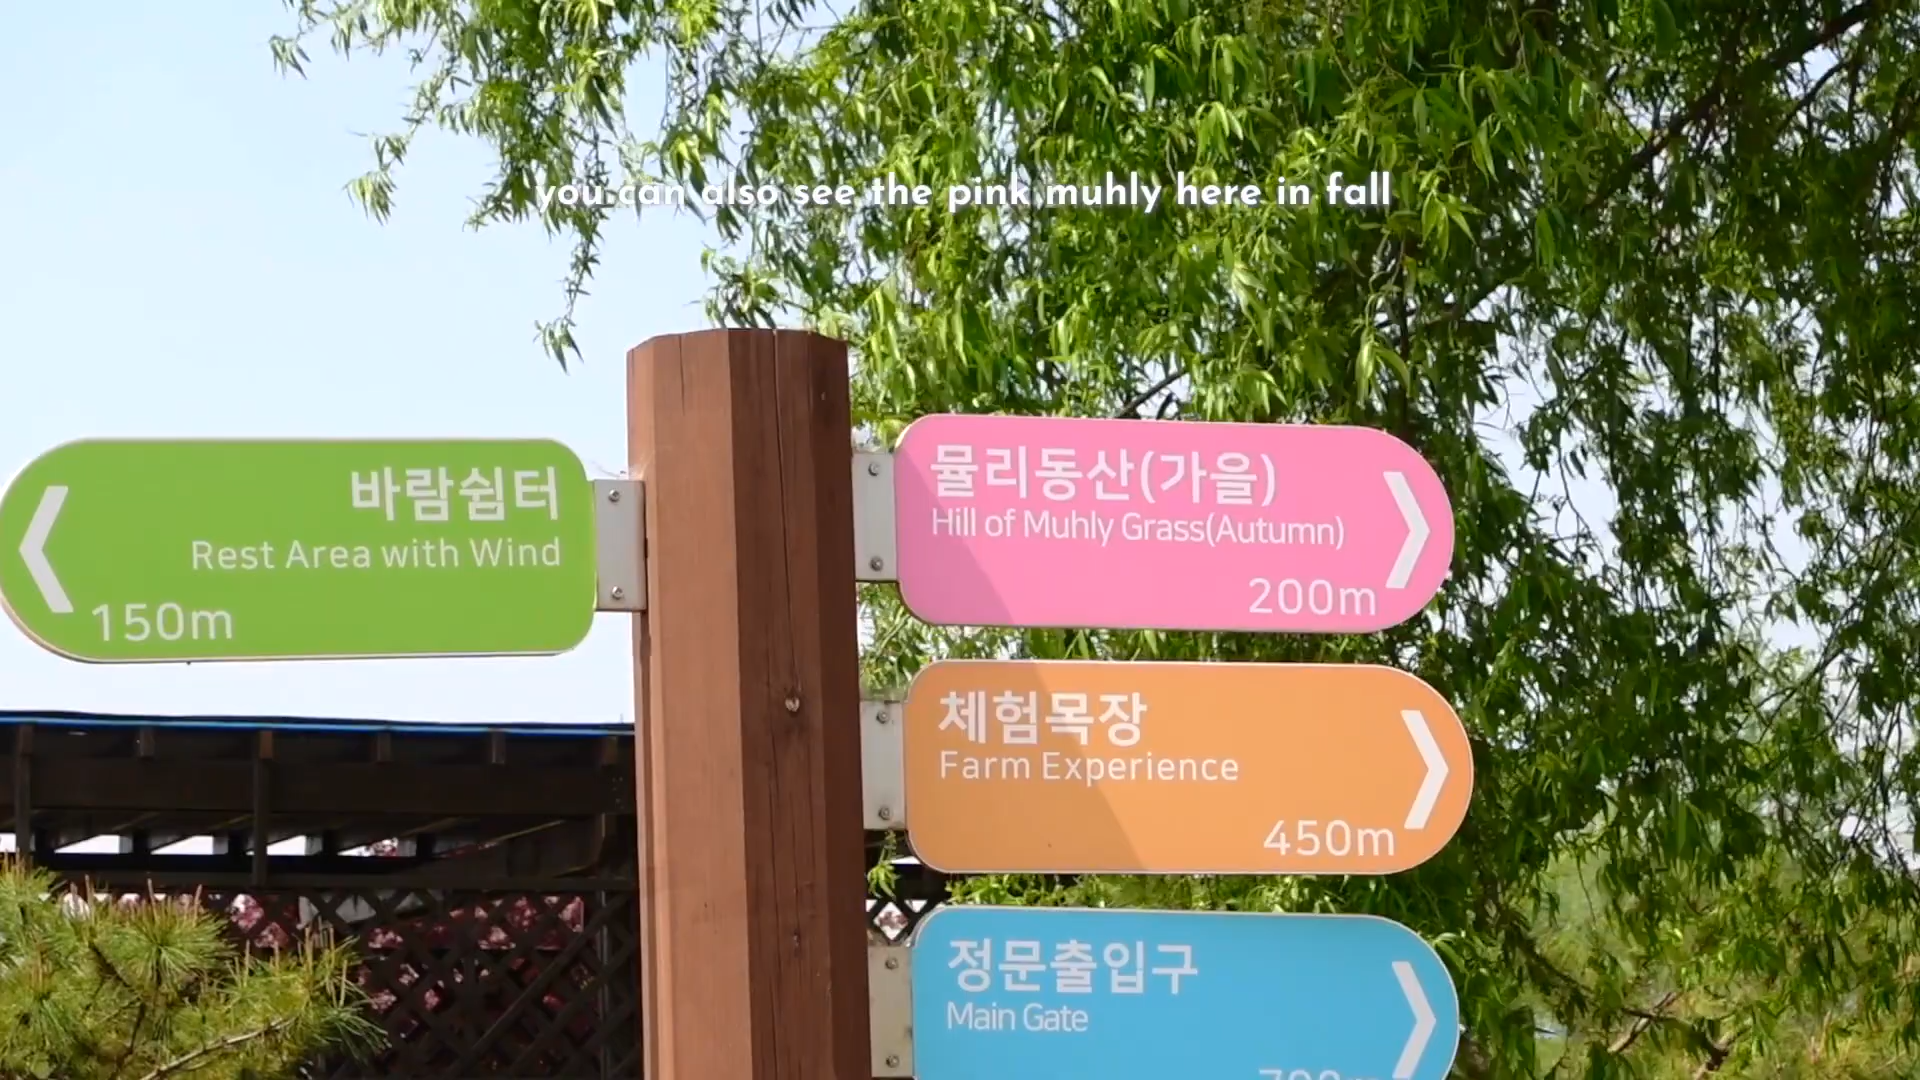 you can also see the pink muhly here in fall
바람쉼터
Rest Area with Wind
150m
뮬리동산(가을)
Hill of Muhly Grass(Autumn)
200m
체험목장
Farm Experience
450m
정문출입구
Main Gate